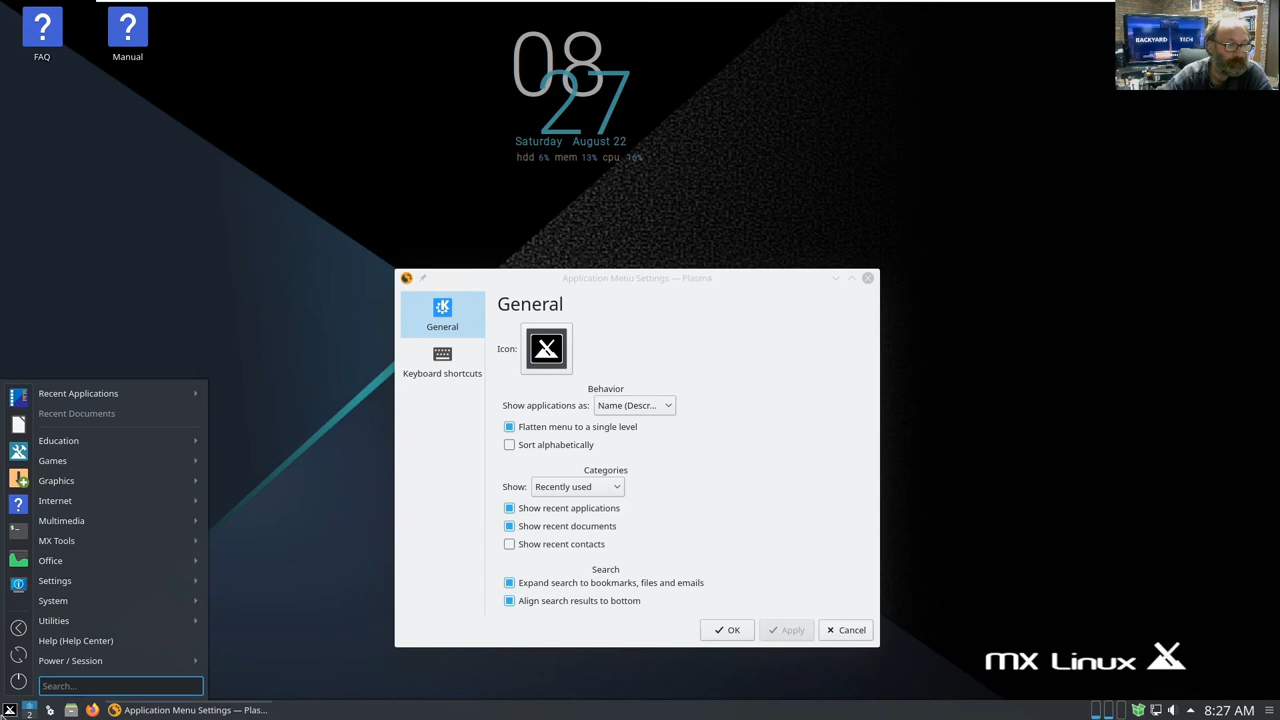 ?
?
FAQ
Manual
BACKYARD TECH
08
27
Saturday August 22
hdd 6% mem 13% cpu 16%
Application Menu Settings — Plasma
General
Keyboard shortcuts
General
Icon:
Behavior
Show applications as: Name (Descr...
Flatten menu to a single level
Sort alphabetically
Categories
Show: Recently used
Show recent applications
Show recent documents
Show recent contacts
Search
Expand search to bookmarks, files and emails
Align search results to bottom
OK
Apply
Cancel
Recent Applications
Recent Documents
Education
Games
Graphics
Internet
Multimedia
MX Tools
Office
Settings
System
Utilities
Help (Help Center)
Power / Session
Search...
MX Linux
2
Application Menu Settings — Plas...
8:27 AM